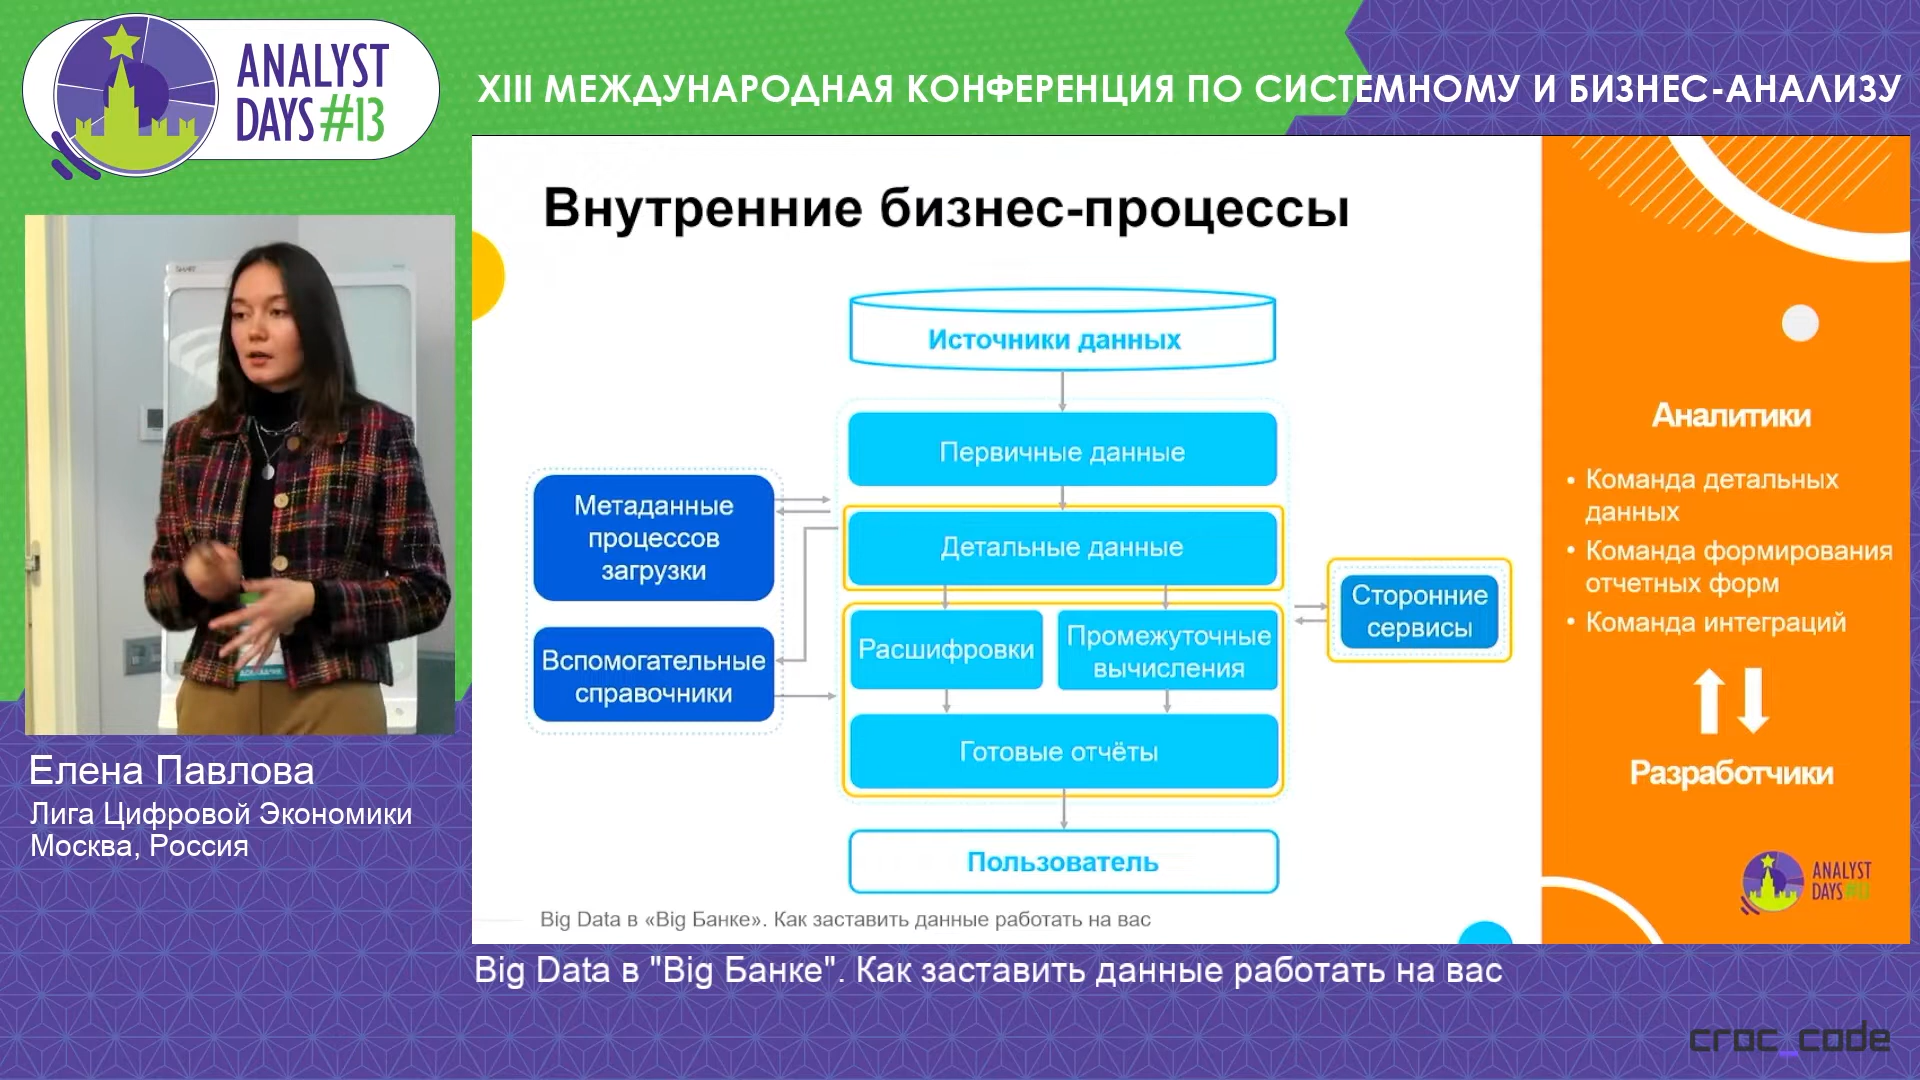 ANALYST
DAYS #13
XIII МЕЖДУНАРОДНАЯ КОНФЕРЕНЦИЯ ПО СИСТЕМНОМУ И БИЗНЕС-АНАЛИЗУ
SMART
Елена Павлова
Лига Цифровой Экономики
Москва, Россия
Внутренние бизнес-процессы
Источники данных
Первичные данные
Метаданные
процессов
загрузки
Детальные данные
Вспомогательные
справочники
Расшифровки
Промежуточные
вычисления
Готовые отчёты
Сторонние
сервисы
Пользователь
Big Data в «Big Банке». Как заставить данные работать на вас
Аналитики
• Команда детальных
данных
• Команда формирования
отчетных форм
• Команда интеграций
Разработчики
ANALYST
DAYS #13
Big Data в "Big Банке". Как заставить данные работать на вас
croc_code